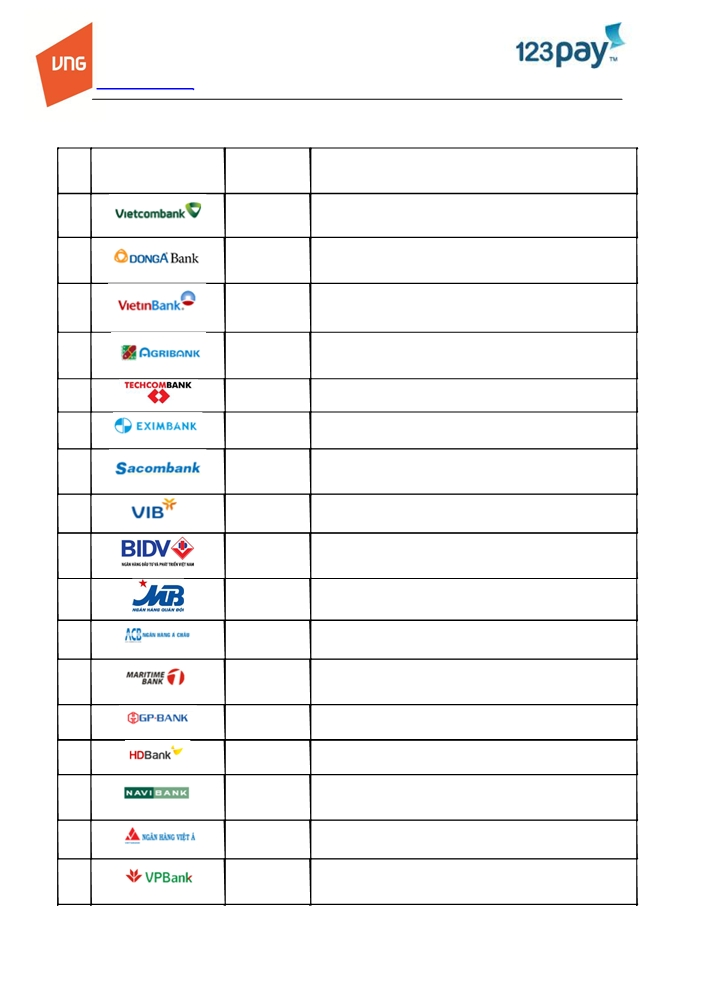 VNG
123pay TM
Vietcombank
DONGA Bank
VietinBank
AGRIBANK
TECHCOMBANK
EXIMBANK
Sacombank
VIB
BIDV
NGÂN HÀNG ĐẦU TƯ VÀ PHÁT TRIỂN VIỆT NAM
MB
NGÂN HÀNG QUÂN ĐỘI
ACB NGÂN HÀNG Á CHÂU
MARITIME
BANK
GP-BANK
HDBank
NAVIBANK
NGÂN HÀNG VIỆT Á
VPBank